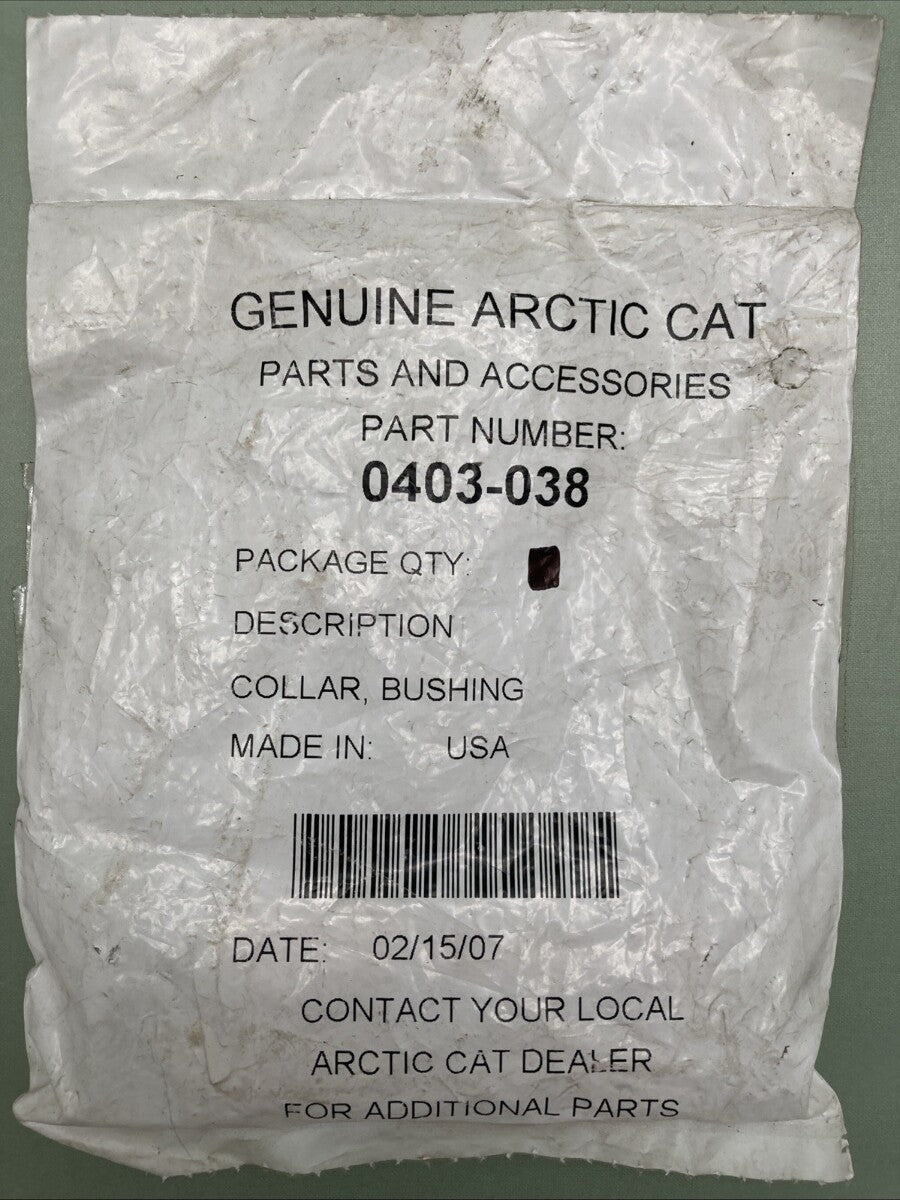 GENUINE ARCTIC CAT
PARTS AND ACCESSORIES
PART NUMBER:
0403-038
PACKAGE QTY:
DESCRIPTION
COLLAR, BUSHING
MADE IN: USA
DATE: 02/15/07
CONTACT YOUR LOCAL
ARCTIC CAT DEALER
FOR ADDITIONAL PARTS